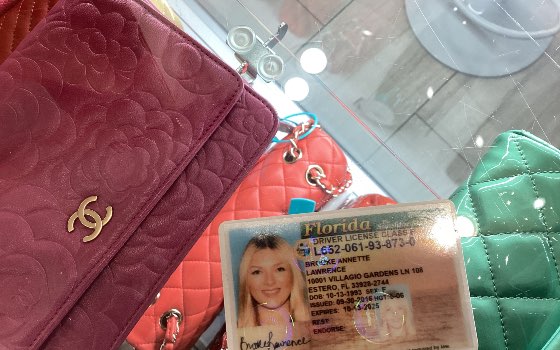 Florida
DRIVER LICENSE CLASS E
L652-061-93-873-0
BROOKE ANNETTE
LAWRENCE
10001 VILLAGIO GARDENS LN 108
ESTERO, FL 33928-2744
DOB: 10-13-1993 SEX: F
ISSUED: 09-30-2016 HGT: 5-06
EXPIRES: 10-13-2025
REST:
ENDORSE:
Brooke Lawrence